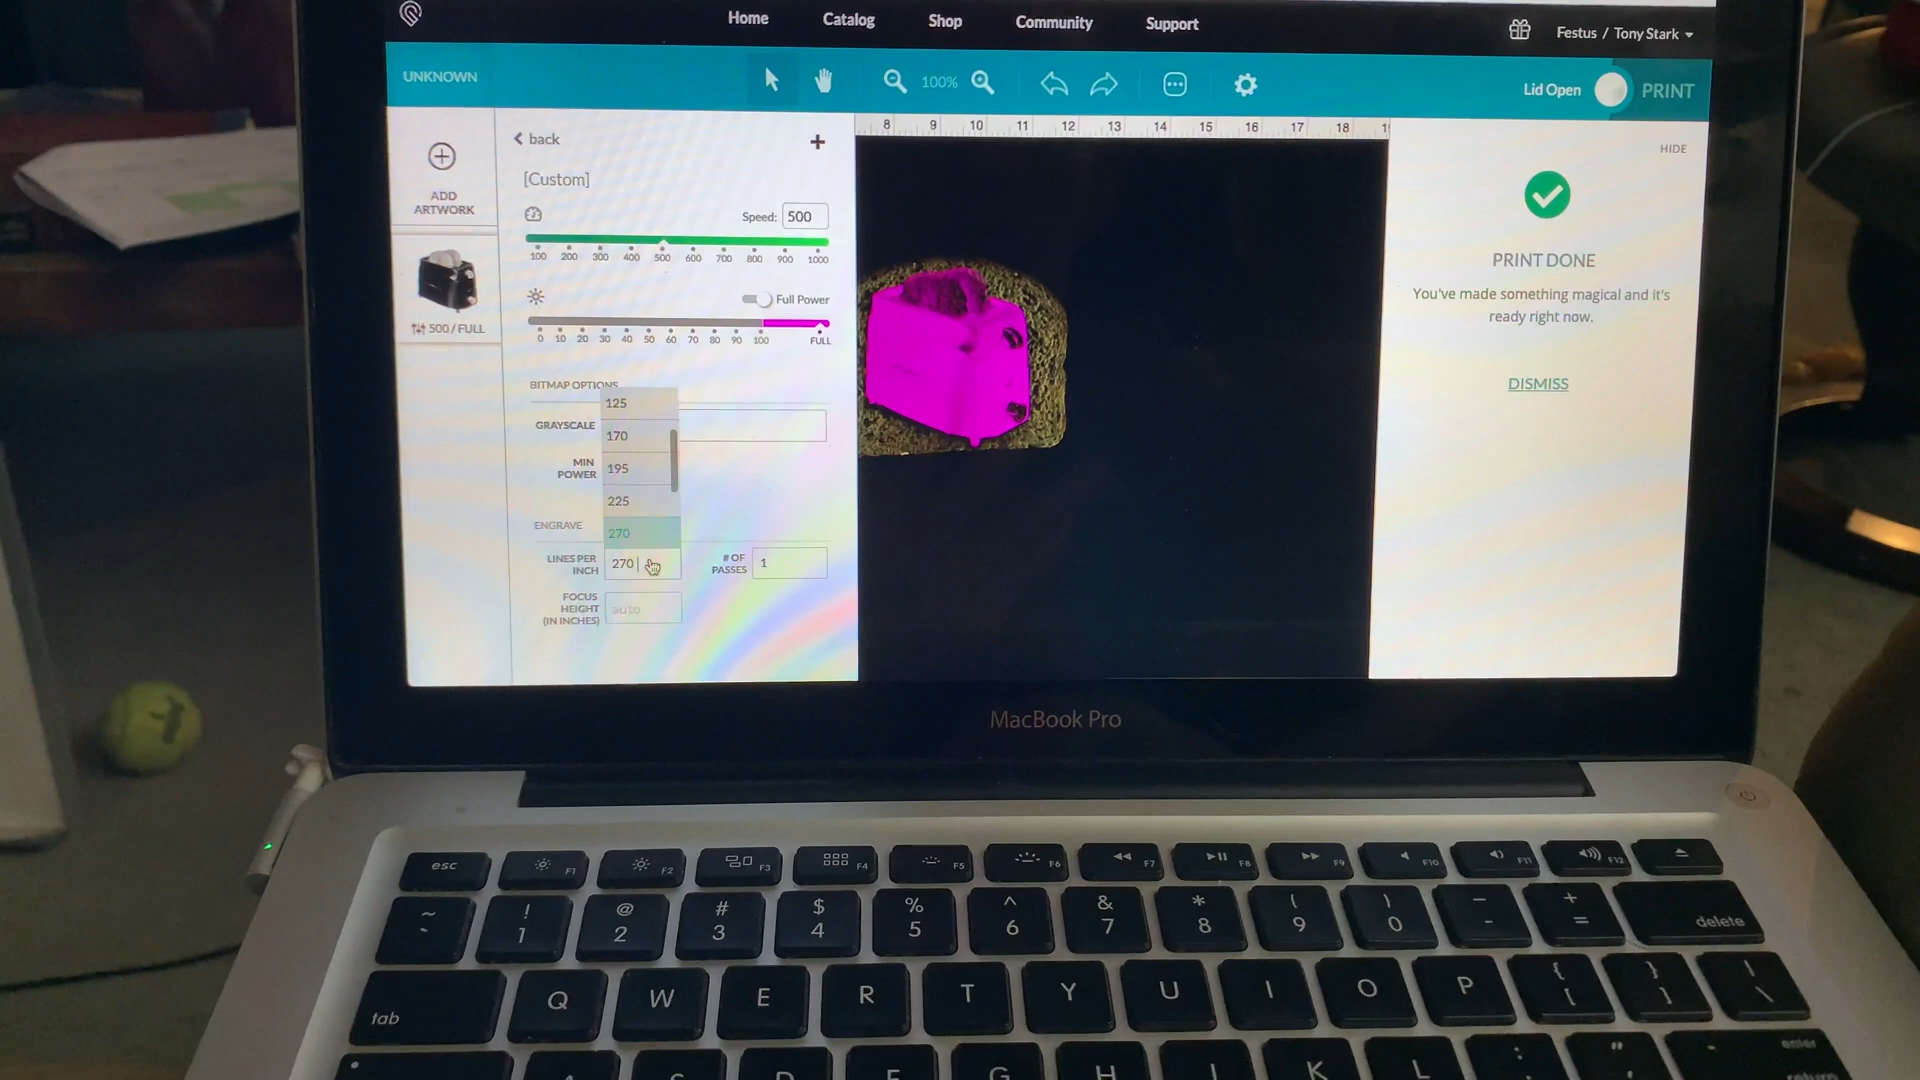 Home Catalog Shop Community Support Festus / Tony Stark
UNKNOWN 100% Lid Open PRINT
8 9 10 11 12 13 14 15 16 17 18
ADD
ARTWORK
500 / FULL
back +
[Custom]
Speed: 500
100 200 300 400 500 600 700 800 900 1000
Full Power
0 10 20 30 40 50 60 70 80 90 100 FULL
BITMAP OPTIONS
125
GRAYSCALE
170
MIN
POWER
195
225
ENGRAVE
270
LINES PER
INCH
270
# OF
PASSES
1
FOCUS
HEIGHT
(IN INCHES)
auto
HIDE
PRINT DONE
You've made something magical and it's
ready right now.
DISMISS
MacBook Pro
esc F1 F2 F3 F4 F5 F6 F7 F8 F9 F10 F11 F12
~ ! @ # $ % ^ & * ( ) — +
` 1 2 3 4 5 6 7 8 9 0 - = delete
tab Q W E R T Y U I O P { [ } ] | \
A S D F G H J K L : " enter
return